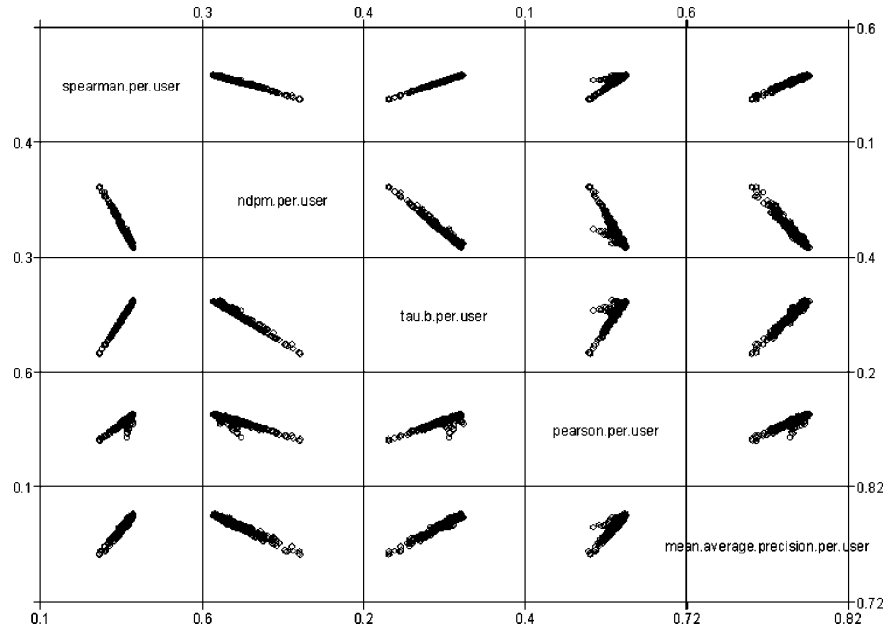 0.3 0.4 0.1 0.6
0.6
spearman.per.user
0.4 0.1
ndpm.per.user
0.3 0.4
tau.b.per.user
0.6 0.2
pearson.per.user
0.1 0.82
mean.average.precision.per.user
0.72
0.1 0.6 0.2 0.4 0.72 0.82